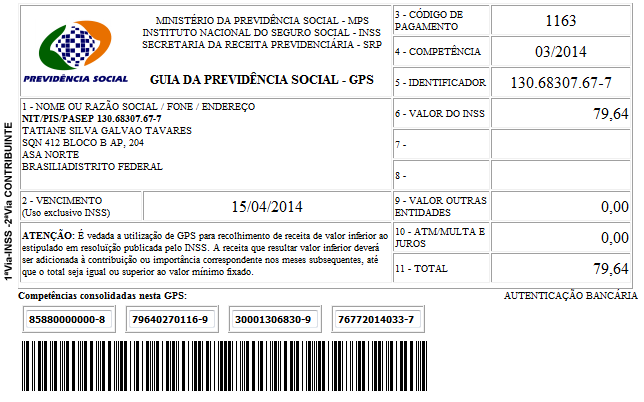 PREVIDÊNCIA SOCIAL
MINISTÉRIO DA PREVIDÊNCIA SOCIAL - MPS
INSTITUTO NACIONAL DO SEGURO SOCIAL - INSS
SECRETARIA DA RECEITA PREVIDENCIÁRIA - SRP
GUIA DA PREVIDÊNCIA SOCIAL - GPS
3 - CÓDIGO DE PAGAMENTO
1163
4 - COMPETÊNCIA
03/2014
5 - IDENTIFICADOR
130.68307.67-7
1 - NOME OU RAZÃO SOCIAL / FONE / ENDEREÇO
NIT/PIS/PASEP 130.68307.67-7
TATIANE SILVA GALVAO TAVARES
SQN 412 BLOCO B AP, 204
ASA NORTE
BRASILIADISTRITO FEDERAL
6 - VALOR DO INSS
79,64
7 -
8 -
2 - VENCIMENTO
(Uso exclusivo INSS)
15/04/2014
9 - VALOR OUTRAS ENTIDADES
0,00
ATENÇÃO: É vedada a utilização de GPS para recolhimento de receita de valor inferior ao
estipulado em resolução publicada pelo INSS. A receita que resultar valor inferior deverá
ser adicionada à contribuição ou importância correspondente nos meses subsequentes, até
que o total seja igual ou superior ao valor mínimo fixado.
10 - ATM/MULTA E JUROS
0,00
11 - TOTAL
79,64
1ªVia-INSS -2ªVia CONTRIBUINTE
Competências consolidadas nesta GPS:
AUTENTICAÇÃO BANCÁRIA
85880000000-8
79640270116-9
30001306830-9
76772014033-7